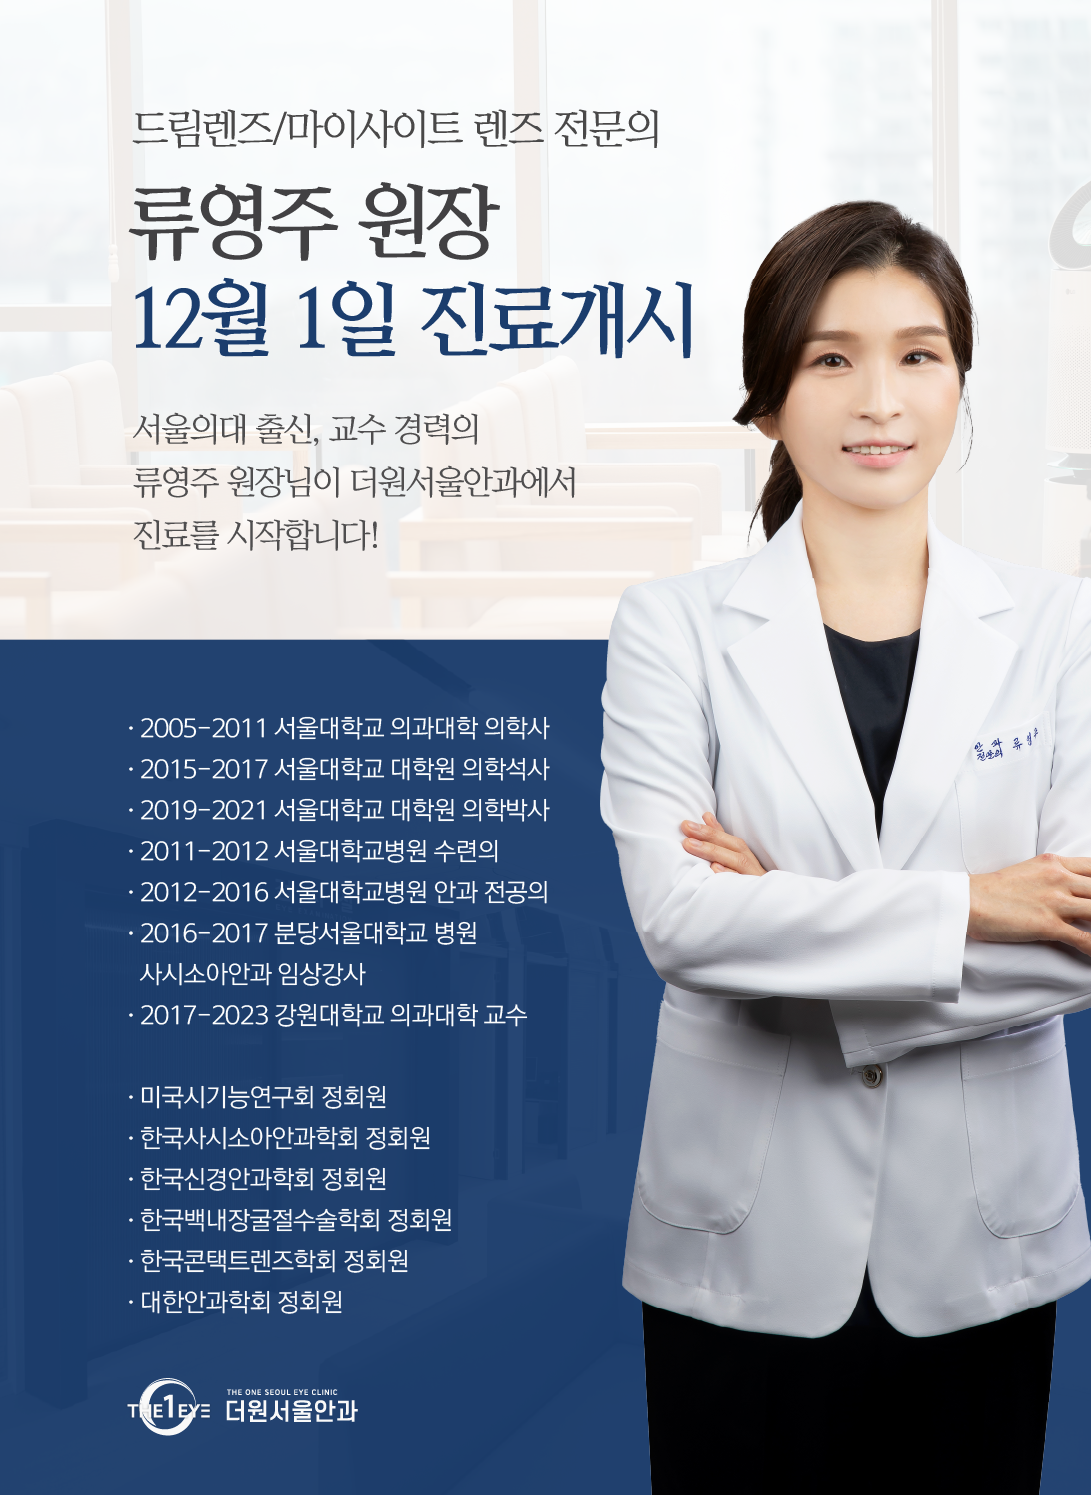 드림렌즈/마이사이트 렌즈 전문의
류영주 원장
12월 1일 진료개시
서울의대 출신, 교수 경력의
류영주 원장님이 더원서울안과에서
진료를 시작합니다!
· 2005-2011 서울대학교 의과대학 의학사
· 2015-2017 서울대학교 대학원 의학석사
· 2019-2021 서울대학교 대학원 의학박사
· 2011-2012 서울대학교병원 수련의
· 2012-2016 서울대학교병원 안과 전공의
· 2016-2017 분당서울대학교 병원
사시소아안과 임상강사
· 2017-2023 강원대학교 의과대학 교수
· 미국시기능연구회 정회원
· 한국사시소아안과학회 정회원
· 한국신경안과학회 정회원
· 한국백내장굴절수술학회 정회원
· 한국콘택트렌즈학회 정회원
· 대한안과학회 정회원
안과
전문의 류영주
THE 1 EYE
THE ONE SEOUL EYE CLINIC
더원서울안과